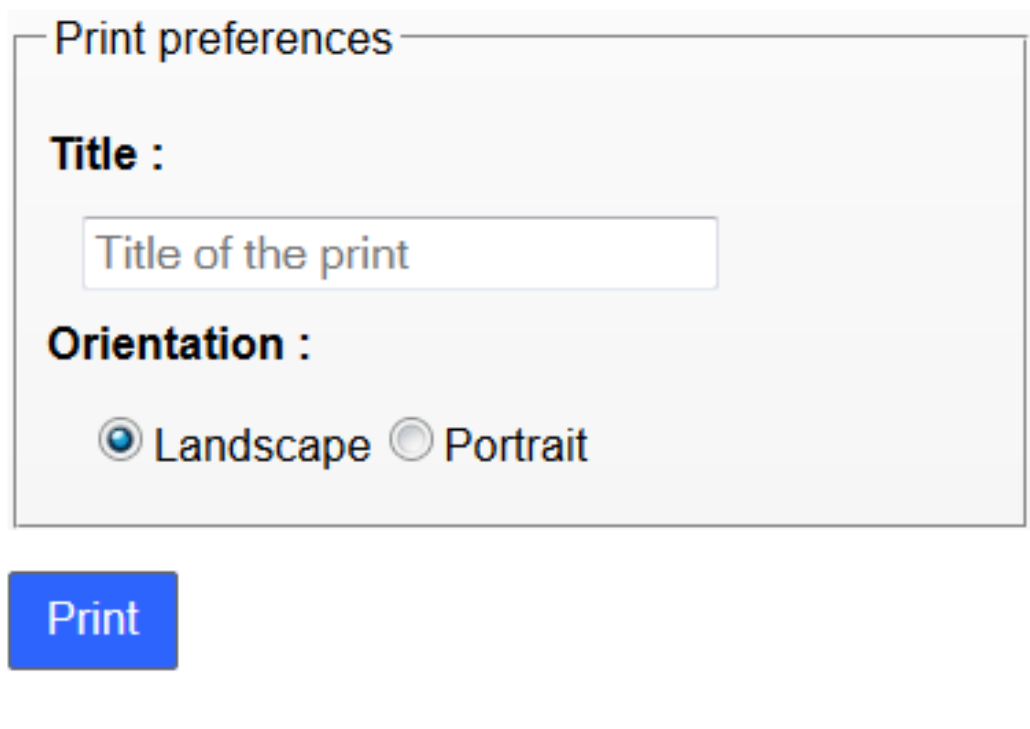 Print preferences
Title :
Title of the print
Orientation :
Landscape Portrait
Print